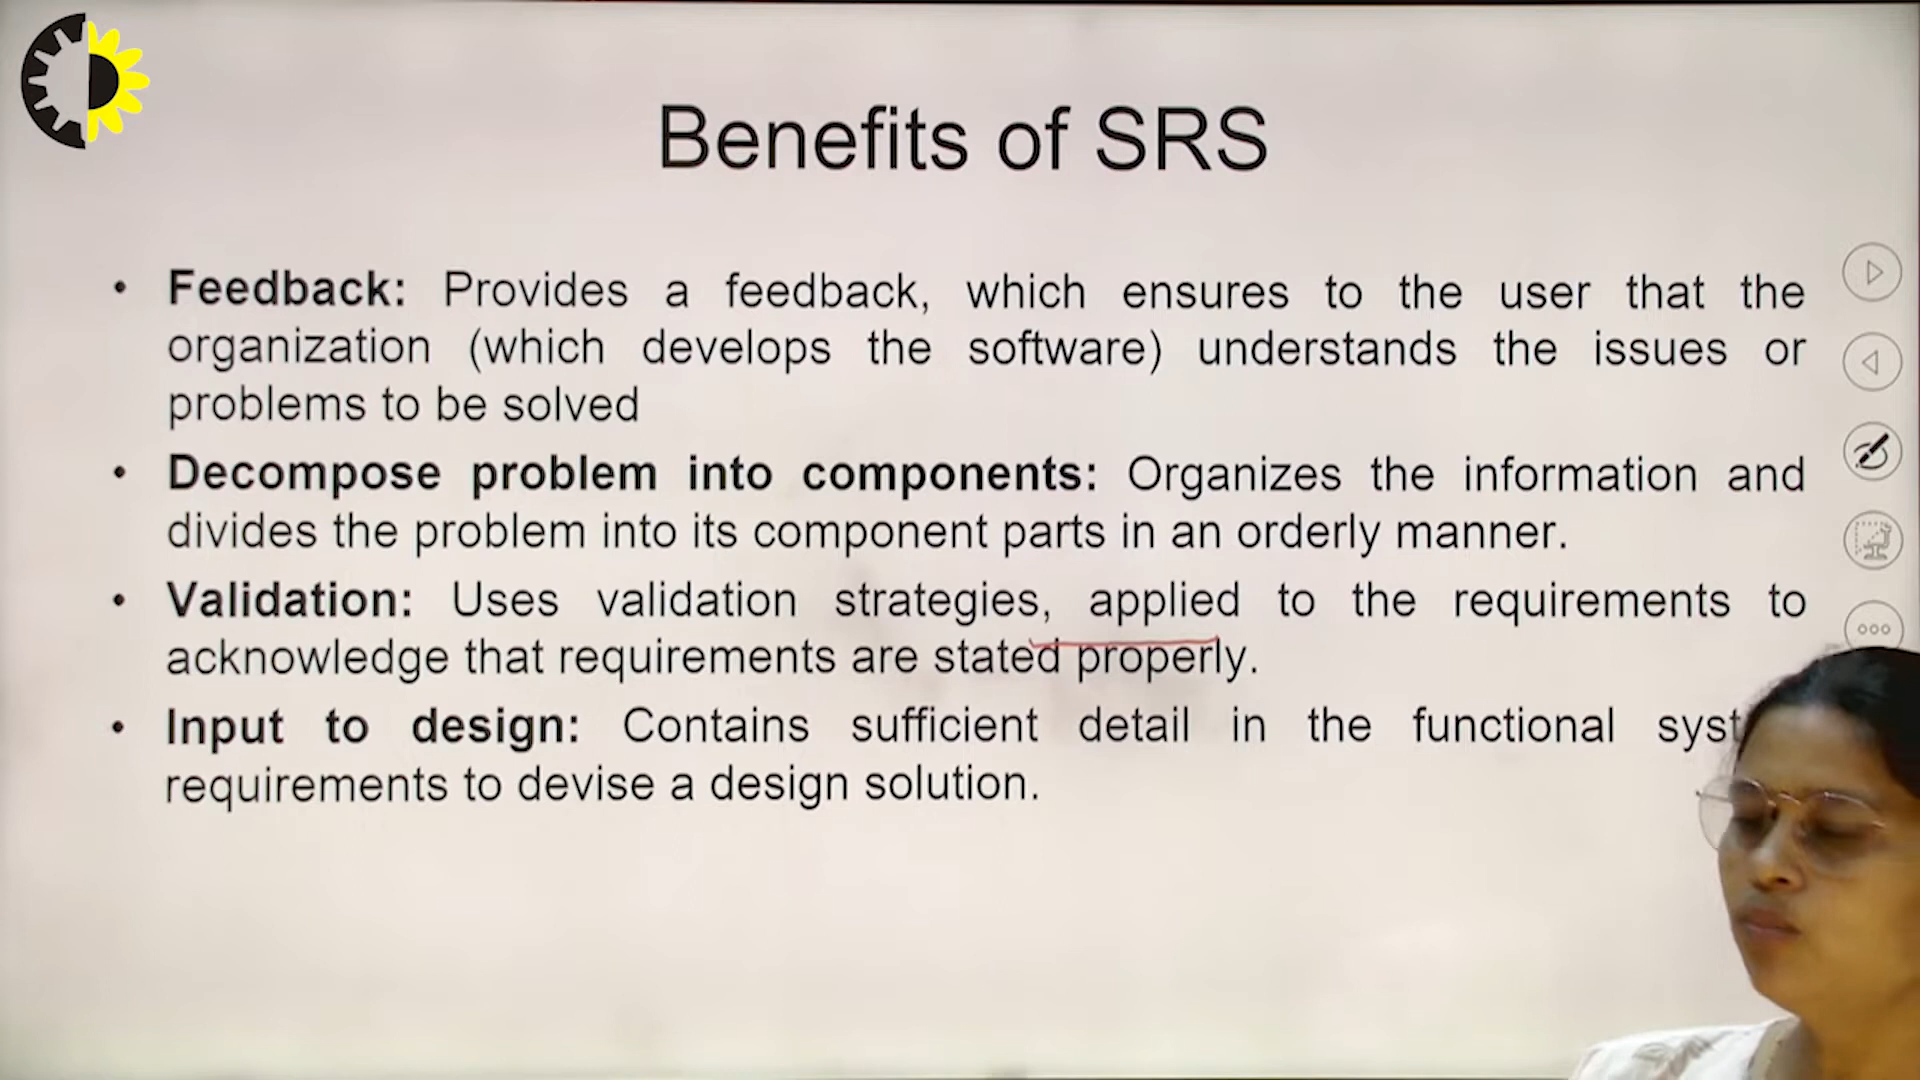 Benefits of SRS
• Feedback: Provides a feedback, which ensures to the user that the
organization (which develops the software) understands the issues or
problems to be solved
• Decompose problem into components: Organizes the information and
divides the problem into its component parts in an orderly manner.
• Validation: Uses validation strategies, applied to the requirements to
acknowledge that requirements are stated properly.
• Input to design: Contains sufficient detail in the functional
requirements to devise a design solution.